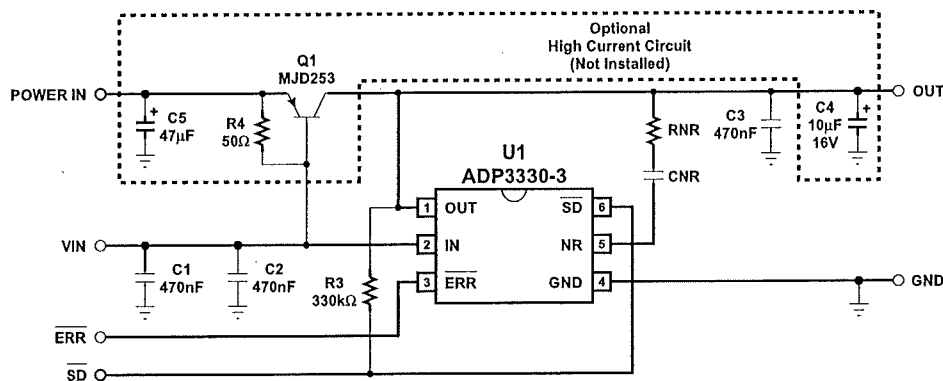 Optional
High Current Circuit
(Not Installed)
Q1
MJD253
POWER IN
OUT
+
C5
47µF
R4
50Ω
RNR
CNR
C3
470nF
C4
10µF
16V
+
U1
ADP3330-3
1 OUT
SD 6
VIN
2 IN
NR 5
C1
470nF
C2
470nF
R3
330kΩ
3 ERR
GND 4
GND
ERR
SD